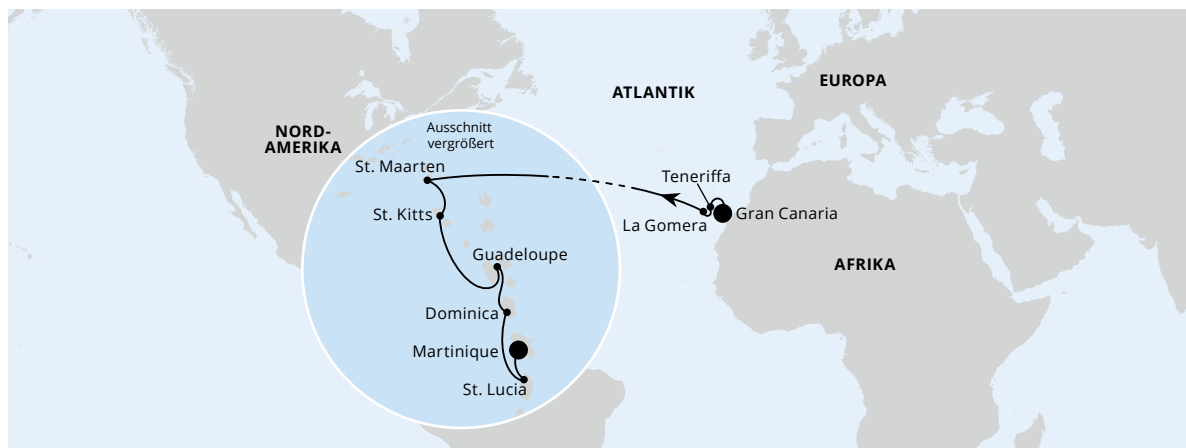 EUROPA
ATLANTIK
NORD-
AMERIKA
Ausschnitt
vergrößert
St. Maarten
Teneriffa
St. Kitts
La Gomera
Gran Canaria
Guadeloupe
AFRIKA
Dominica
Martinique
St. Lucia